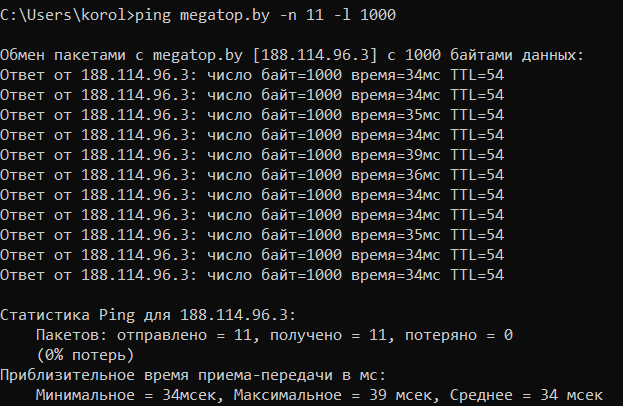 C:\Users\korol>ping megatop.by -n 11 -l 1000
Обмен пакетами с megatop.by [188.114.96.3] с 1000 байтами данных:
Ответ от 188.114.96.3: число байт=1000 время=34мс TTL=54
Ответ от 188.114.96.3: число байт=1000 время=34мс TTL=54
Ответ от 188.114.96.3: число байт=1000 время=35мс TTL=54
Ответ от 188.114.96.3: число байт=1000 время=34мс TTL=54
Ответ от 188.114.96.3: число байт=1000 время=39мс TTL=54
Ответ от 188.114.96.3: число байт=1000 время=36мс TTL=54
Ответ от 188.114.96.3: число байт=1000 время=34мс TTL=54
Ответ от 188.114.96.3: число байт=1000 время=34мс TTL=54
Ответ от 188.114.96.3: число байт=1000 время=35мс TTL=54
Ответ от 188.114.96.3: число байт=1000 время=34мс TTL=54
Ответ от 188.114.96.3: число байт=1000 время=34мс TTL=54
Статистика Ping для 188.114.96.3:
Пакетов: отправлено = 11, получено = 11, потеряно = 0
(0% потерь)
Приблизительное время приема-передачи в мс:
Минимальное = 34мсек, Максимальное = 39 мсек, Среднее = 34 мсек